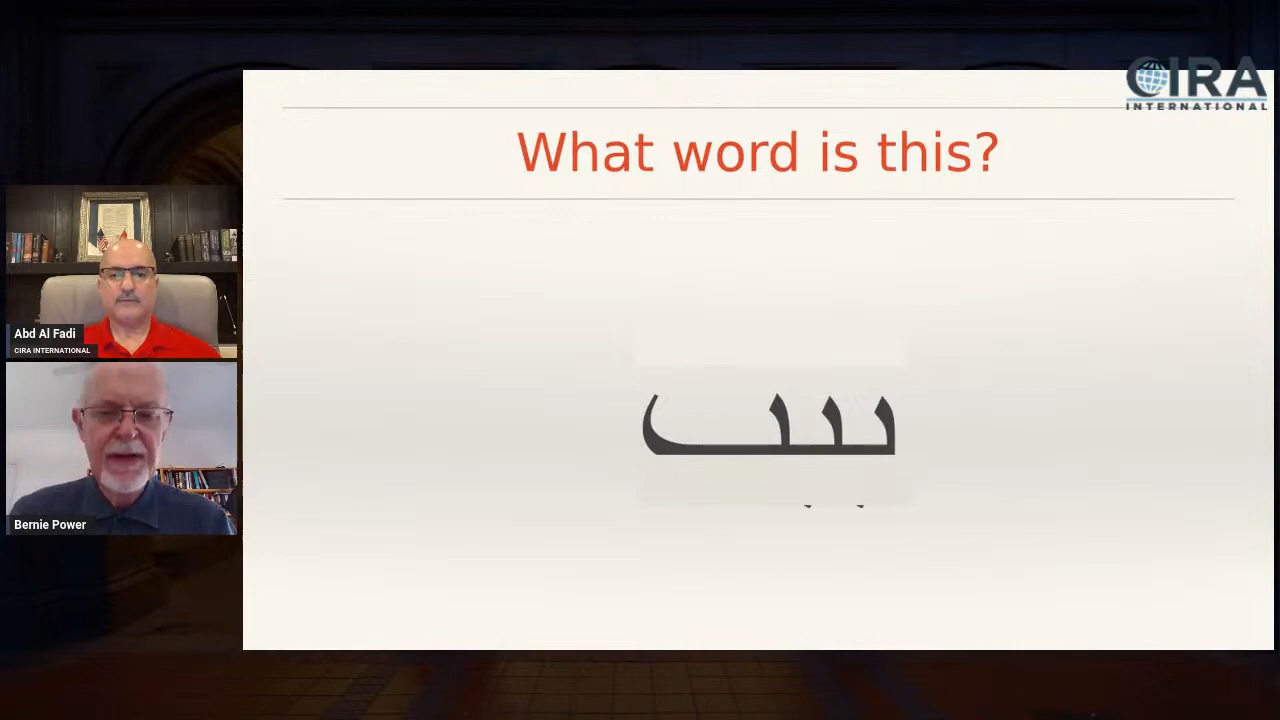 CIRA
INTERNATIONAL
What word is this?
ٮٮٮ
Abd Al Fadi
CIRA INTERNATIONAL
Bernie Power